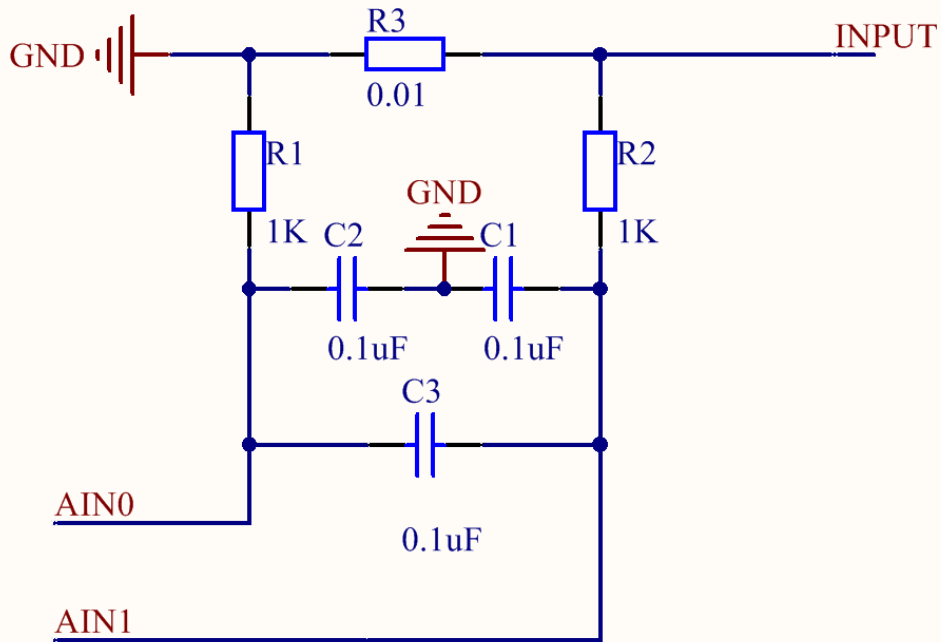 R3
INPUT
GND
0.01
R1
R2
GND
1K
C2
C1
1K
0.1uF
0.1uF
C3
AIN0
0.1uF
AIN1